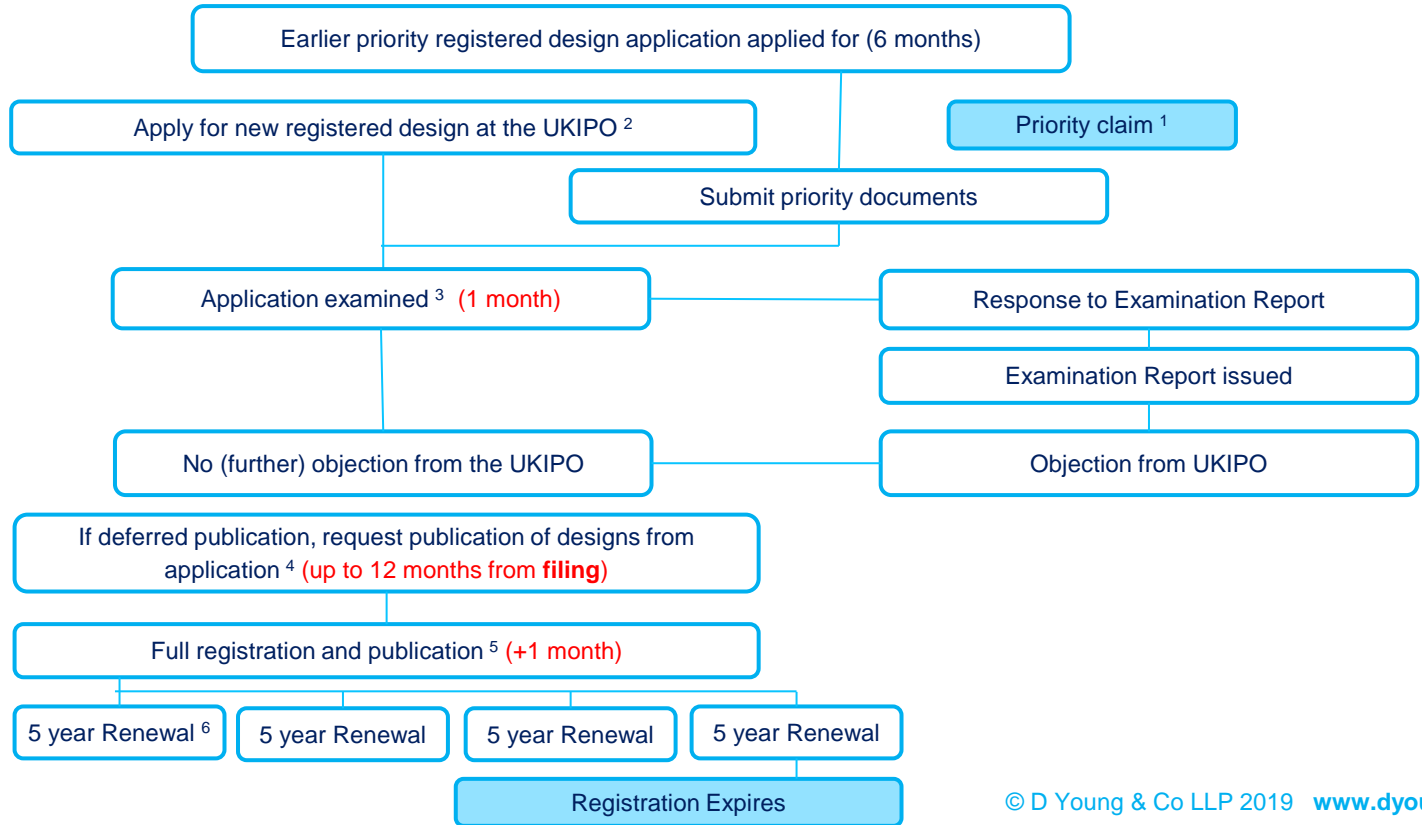 Earlier priority registered design application applied for (6 months)
Apply for new registered design at the UKIPO 2
Priority claim 1
Submit priority documents
Application examined 3 (1 month)
Response to Examination Report
Examination Report issued
No (further) objection from the UKIPO
Objection from UKIPO
If deferred publication, request publication of designs from
application 4 (up to 12 months from filing)
Full registration and publication 5 (+1 month)
5 year Renewal 6
5 year Renewal
5 year Renewal
5 year Renewal
Registration Expires
© D Young & Co LLP 2019 www.dyou